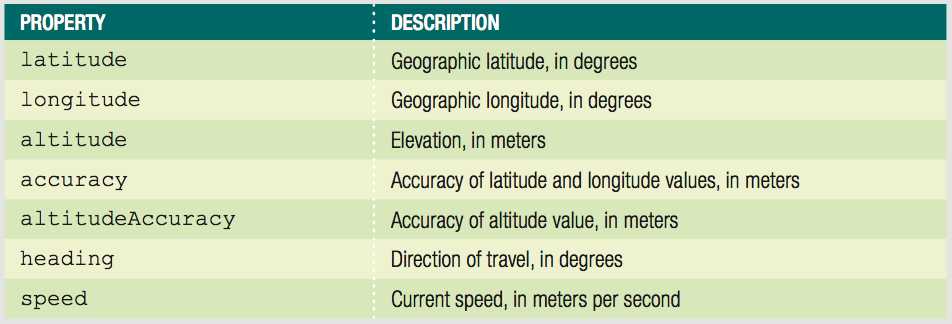 PROPERTY DESCRIPTION
latitude Geographic latitude, in degrees
longitude Geographic longitude, in degrees
altitude Elevation, in meters
accuracy Accuracy of latitude and longitude values, in meters
altitudeAccuracy Accuracy of altitude value, in meters
heading Direction of travel, in degrees
speed Current speed, in meters per second